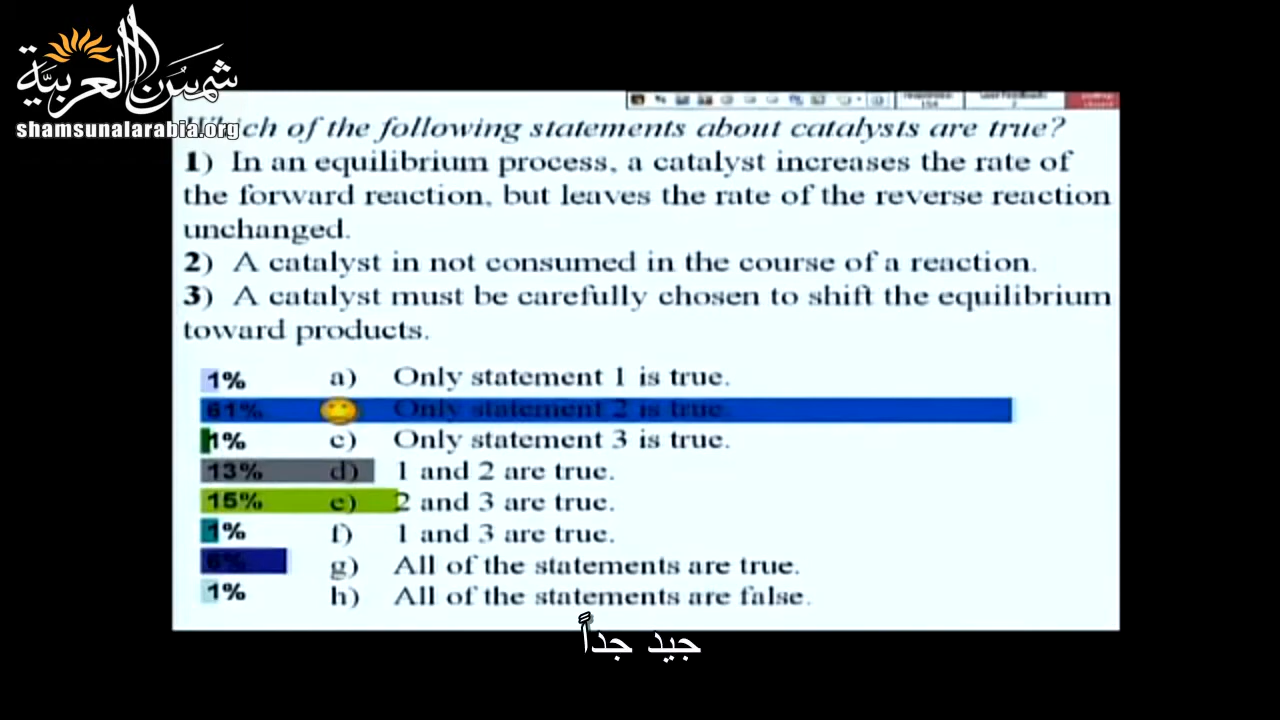 شمس العربية
shamsunalarabia.org
Which of the following statements about catalysts are true?
1) In an equilibrium process, a catalyst increases the rate of
the forward reaction, but leaves the rate of the reverse reaction
unchanged.
2) A catalyst in not consumed in the course of a reaction.
3) A catalyst must be carefully chosen to shift the equilibrium
toward products.
1% a) Only statement 1 is true.
61% Only statement 2 is true.
1% c) Only statement 3 is true.
13% d) 1 and 2 are true.
15% e) 2 and 3 are true.
1% f) 1 and 3 are true.
6% g) All of the statements are true.
1% h) All of the statements are false.
جيد جداً